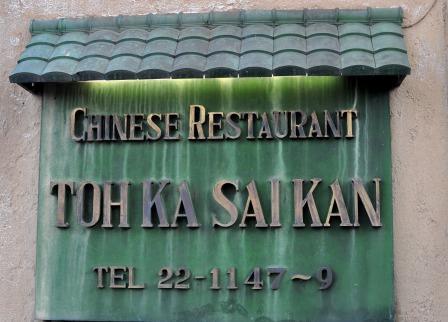 CHINESE RESTAURANT
TOH KA SAI KAN
TEL 22-1147~9